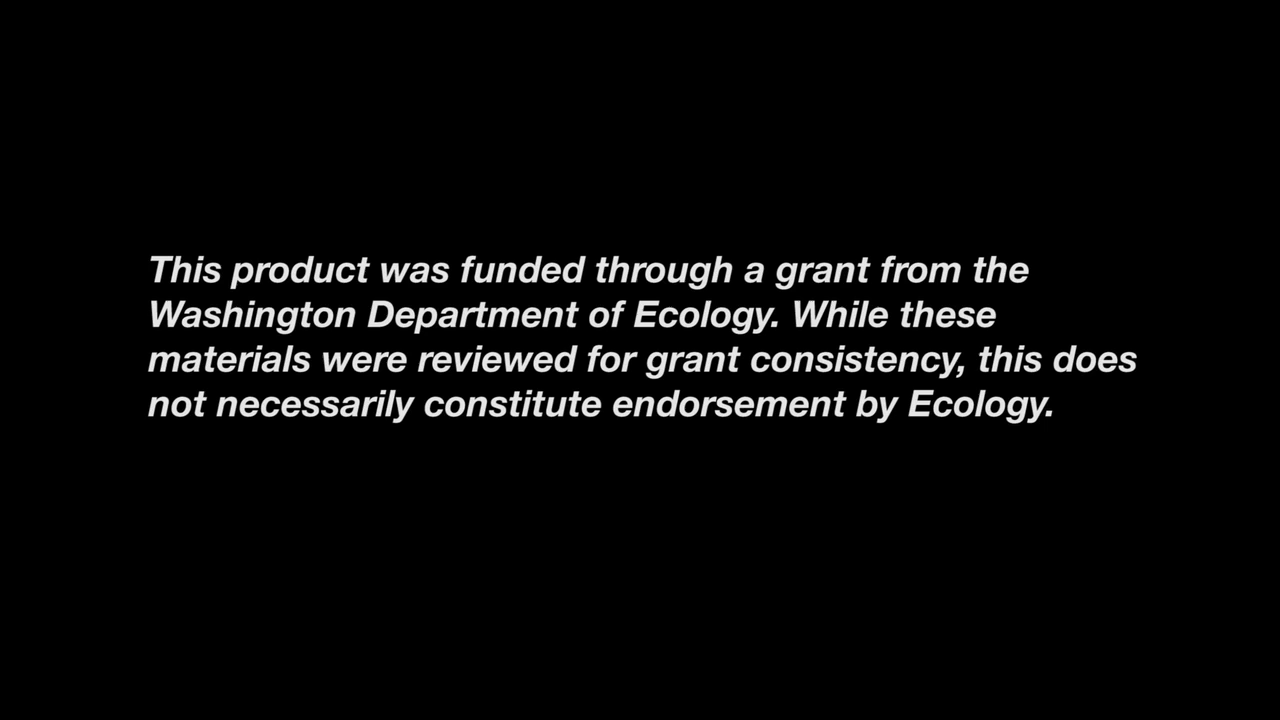 This product was funded through a grant from the
Washington Department of Ecology. While these
materials were reviewed for grant consistency, this does
not necessarily constitute endorsement by Ecology.